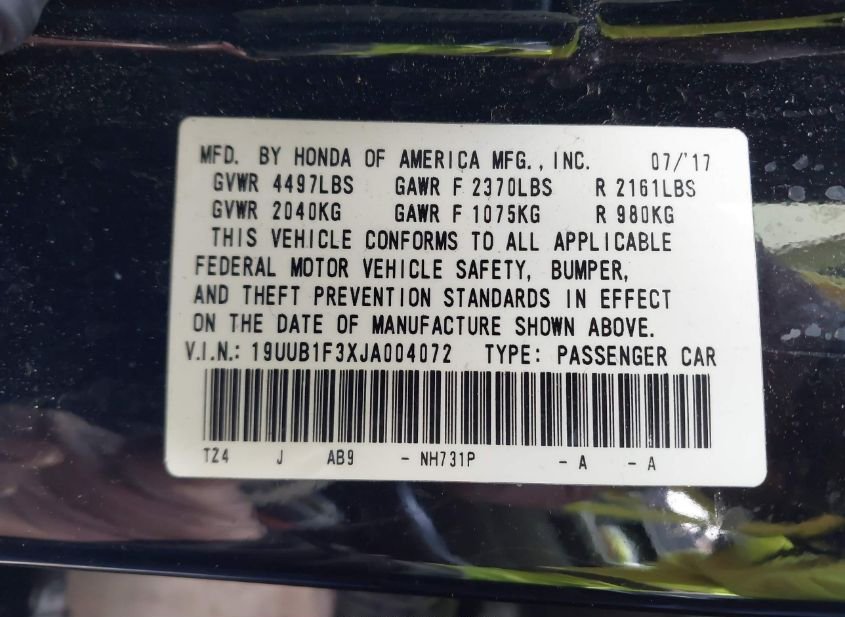 MFD. BY HONDA OF AMERICA MFG., INC. 07/'17
GVWR 4497LBS GAWR F 2370LBS R 2161LBS
GVWR 2040KG GAWR F 1075KG R 980KG
THIS VEHICLE CONFORMS TO ALL APPLICABLE
FEDERAL MOTOR VEHICLE SAFETY, BUMPER,
AND THEFT PREVENTION STANDARDS IN EFFECT
ON THE DATE OF MANUFACTURE SHOWN ABOVE.
V.I.N.: 19UUB1F3XJA004072 TYPE: PASSENGER CAR
TZ4 J AB9 - NH731P - A - A